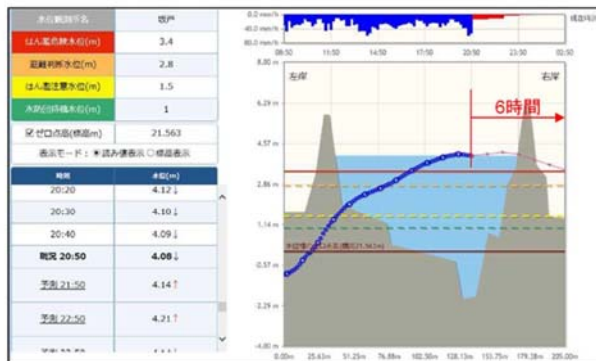 水位観測所名 坂戸
はん濫危険水位(m) 3.4
避難判断水位(m) 2.8
はん濫注意水位(m) 1.5
水防団待機水位(m) 1
ゼロ点高(標高m) 21.563
表示モード: 読み値表示 標高表示
時刻 水位(m)
20:20 4.12↓
20:30 4.10↓
20:40 4.09↓
現況 20:50 4.08↓
予測 21:50 4.14↑
予測 22:50 4.21↑
0.0 mm/h
40.0 mm/h
80.0 mm/h
08:50 11:50 14:50 17:50 20:50 23:50 02:50
8.00 m
左岸 右岸
6時間
6.29 m
4.57 m
2.86 m
1.14 m
-0.57 m
-2.29 m
-4.00 m
0.00m 25.63m 51.25m 76.88m 102.50m 128.13m 153.75m 179.38m 205.00m